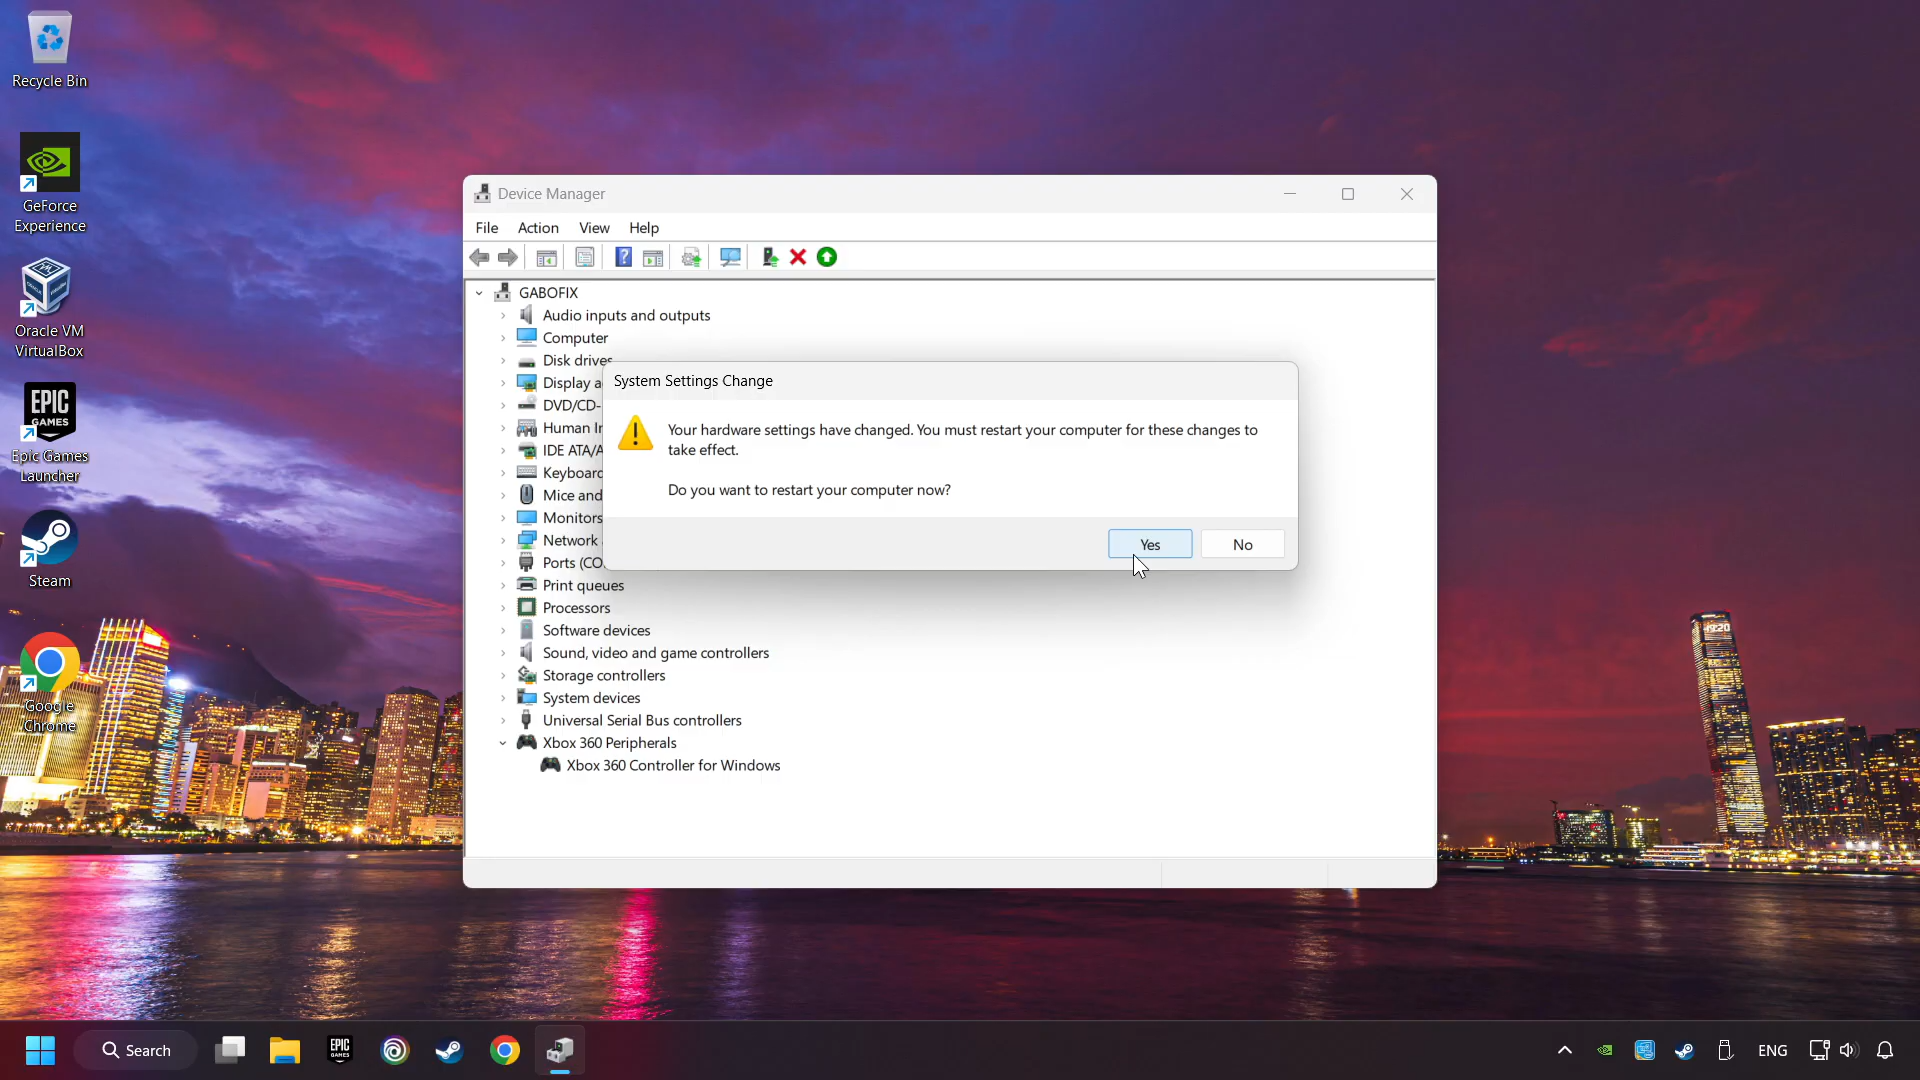 Recycle Bin
GeForce
Experience
Oracle VM
VirtualBox
EPIC
GAMES
Epic Games
Launcher
Steam
Google
Chrome
Device Manager
File Action View Help
GABOFIX
Audio inputs and outputs
Computer
Disk drives
Display a
DVD/CD-
Human In
IDE ATA/A
Keyboard
Mice and
Monitors
Network
Ports (CO
Print queues
Processors
Software devices
Sound, video and game controllers
Storage controllers
System devices
Universal Serial Bus controllers
Xbox 360 Peripherals
Xbox 360 Controller for Windows
System Settings Change
Your hardware settings have changed. You must restart your computer for these changes to
take effect.
Do you want to restart your computer now?
Yes No
19:20
Search
EPIC
GAMES
ENG